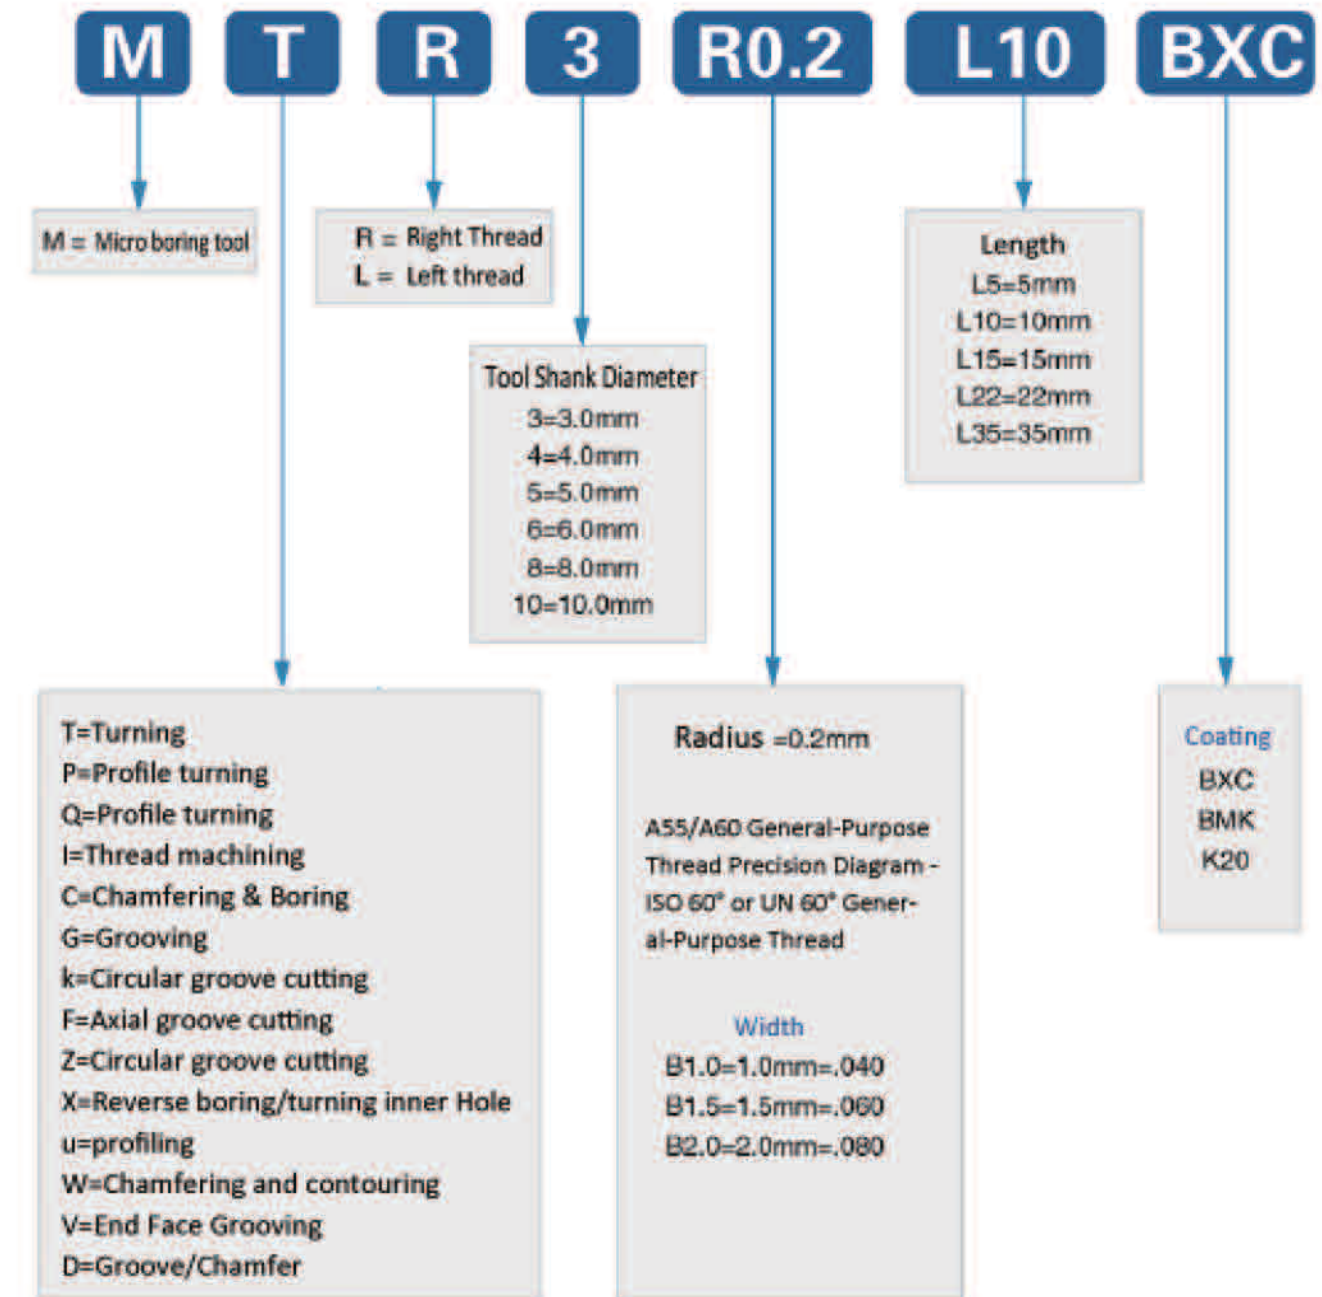 M T R 3 R0.2 L10 BXC
M = Micro boring tool
R = Right Thread
L = Left thread
Tool Shank Diameter
3=3.0mm
4=4.0mm
5=5.0mm
6=6.0mm
8=8.0mm
10=10.0mm
Length
L5=5mm
L10=10mm
L15=15mm
L22=22mm
L35=35mm
T=Turning
P=Profile turning
Q=Profile turning
I=Thread machining
C=Chamfering & Boring
G=Grooving
k=Circular groove cutting
F=Axial groove cutting
Z=Circular groove cutting
X=Reverse boring/turning inner Hole
u=profiling
W=Chamfering and contouring
V=End Face Grooving
D=Groove/Chamfer
Radius =0.2mm
A55/A60 General-Purpose
Thread Precision Diagram -
ISO 60° or UN 60° Gener-
al-Purpose Thread
Width
B1.0=1.0mm=.040
B1.5=1.5mm=.060
B2.0=2.0mm=.080
Coating
BXC
BMK
K20